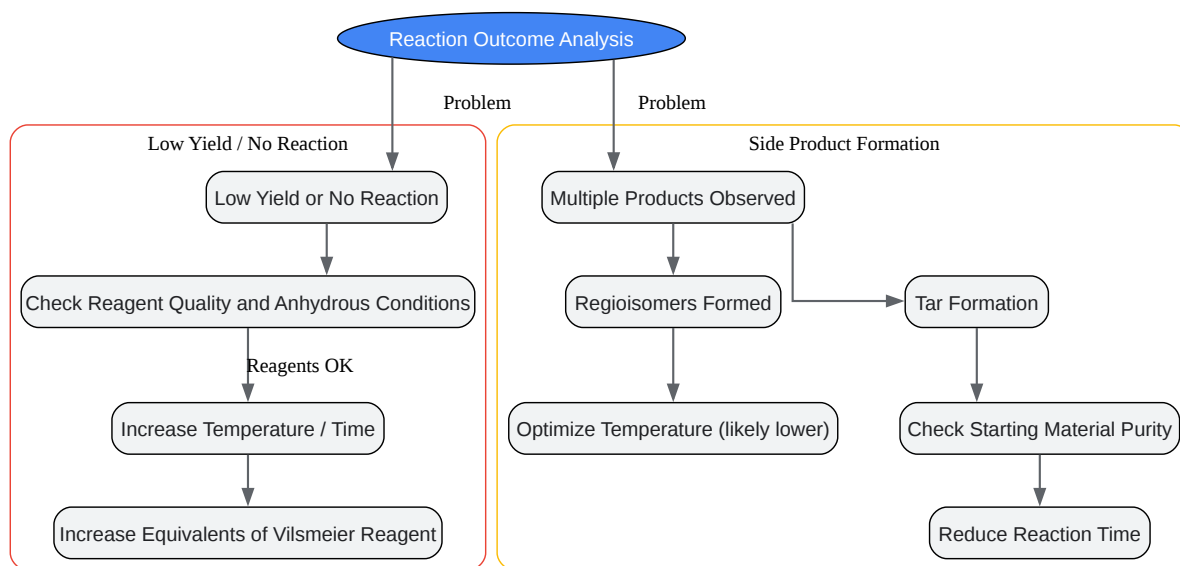 Reaction Outcome Analysis
Problem
Problem
Low Yield / No Reaction
Low Yield or No Reaction
Check Reagent Quality and Anhydrous Conditions
Reagents OK
Increase Temperature / Time
Increase Equivalents of Vilsmeier Reagent
Side Product Formation
Multiple Products Observed
Regioisomers Formed
Optimize Temperature (likely lower)
Tar Formation
Check Starting Material Purity
Reduce Reaction Time